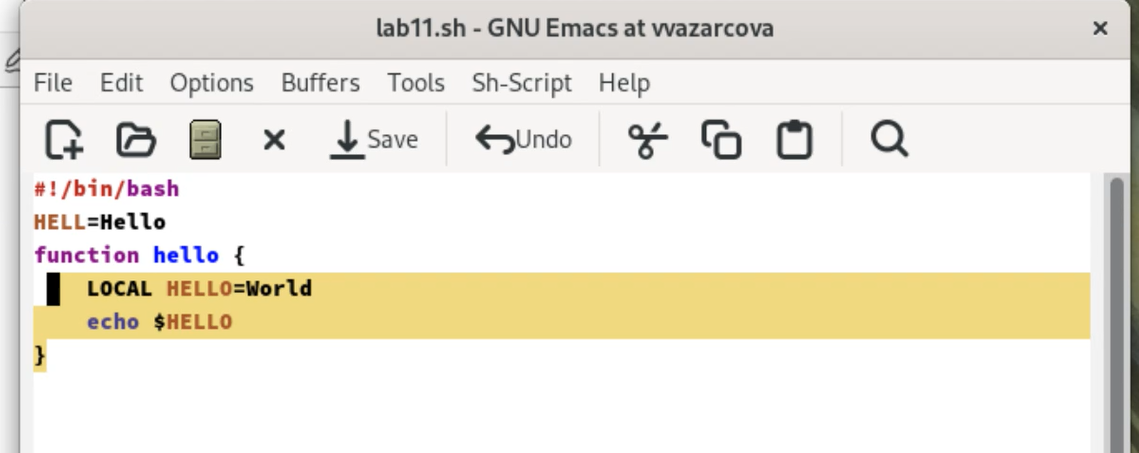 lab11.sh - GNU Emacs at vvazarcova
File Edit Options Buffers Tools Sh-Script Help
Save Undo
#!/bin/bash
HELL=Hello
function hello {
    LOCAL HELLO=World
    echo $HELLO
}